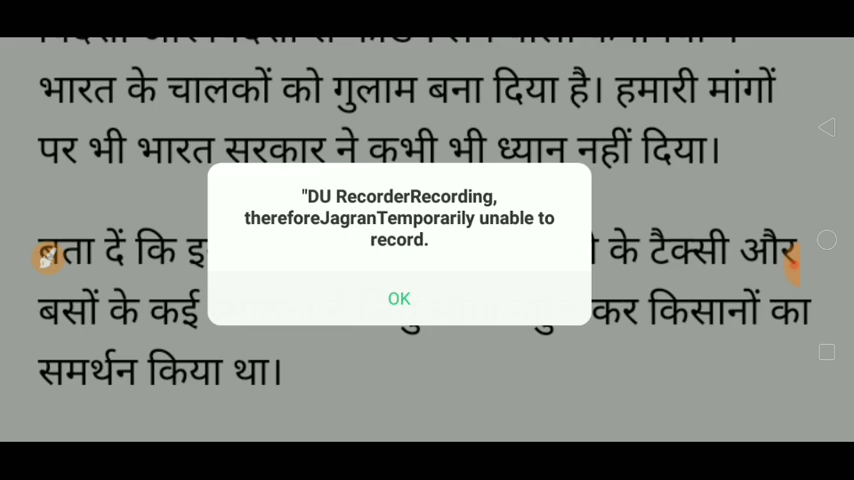 भारत के चालकों को गुलाम बना दिया है। हमारी मांगों
पर भी भारत सरकार ने कभी भी ध्यान नहीं दिया।
"DU RecorderRecording,
thereforeJagranTemporarily unable to
record.
OK
बता दें कि के टैक्सी और
बसों के कई कर किसानों का
समर्थन किया था।